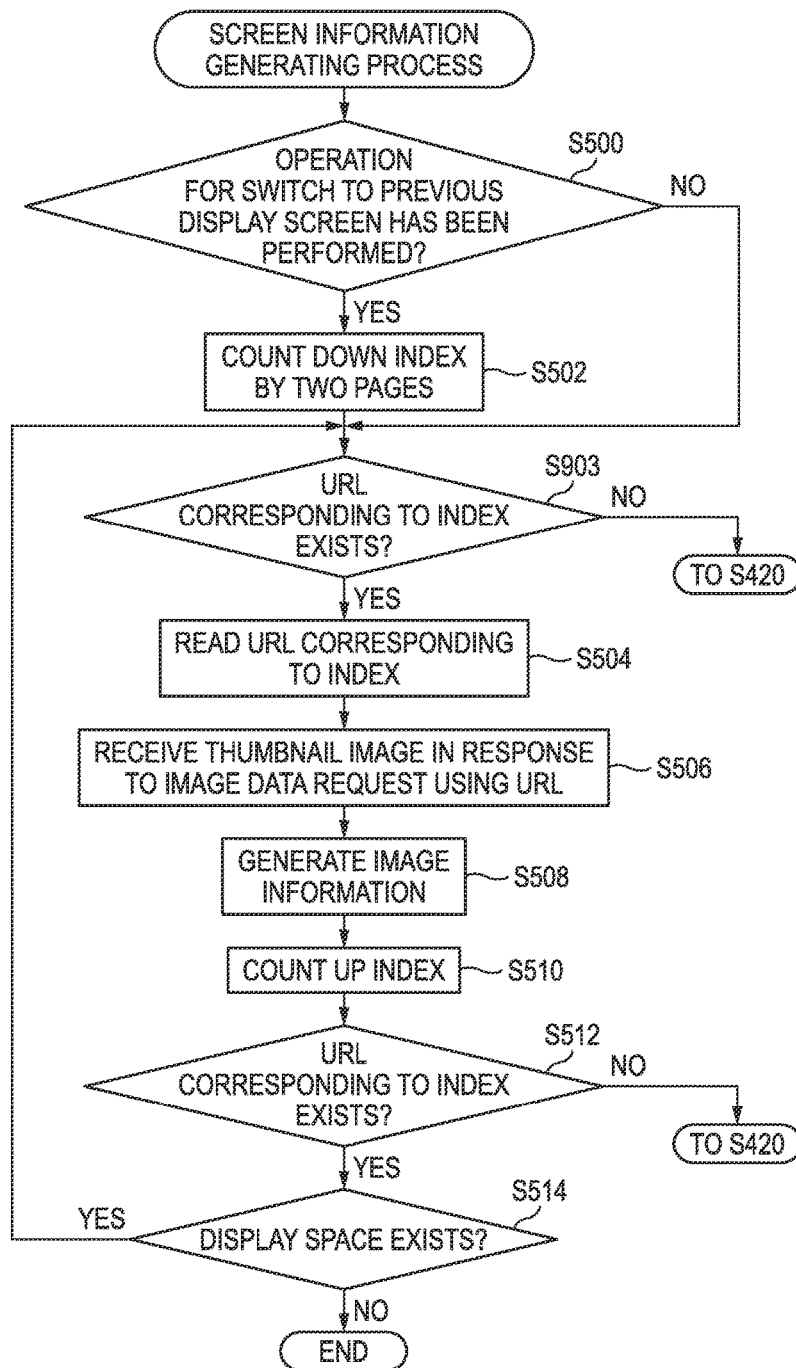 SCREEN INFORMATION
GENERATING PROCESS
S500
OPERATION
FOR SWITCH TO PREVIOUS
DISPLAY SCREEN HAS BEEN
PERFORMED?
NO
YES
COUNT DOWN INDEX
BY TWO PAGES
S502
S903
URL
CORRESPONDING TO INDEX
EXISTS?
NO
TO S420
YES
READ URL CORRESPONDING
TO INDEX
S504
RECEIVE THUMBNAIL IMAGE IN RESPONSE
TO IMAGE DATA REQUEST USING URL
S506
GENERATE IMAGE
INFORMATION
S508
COUNT UP INDEX
S510
S512
URL
CORRESPONDING TO INDEX
EXISTS?
NO
TO S420
YES
S514
YES
DISPLAY SPACE EXISTS?
NO
END